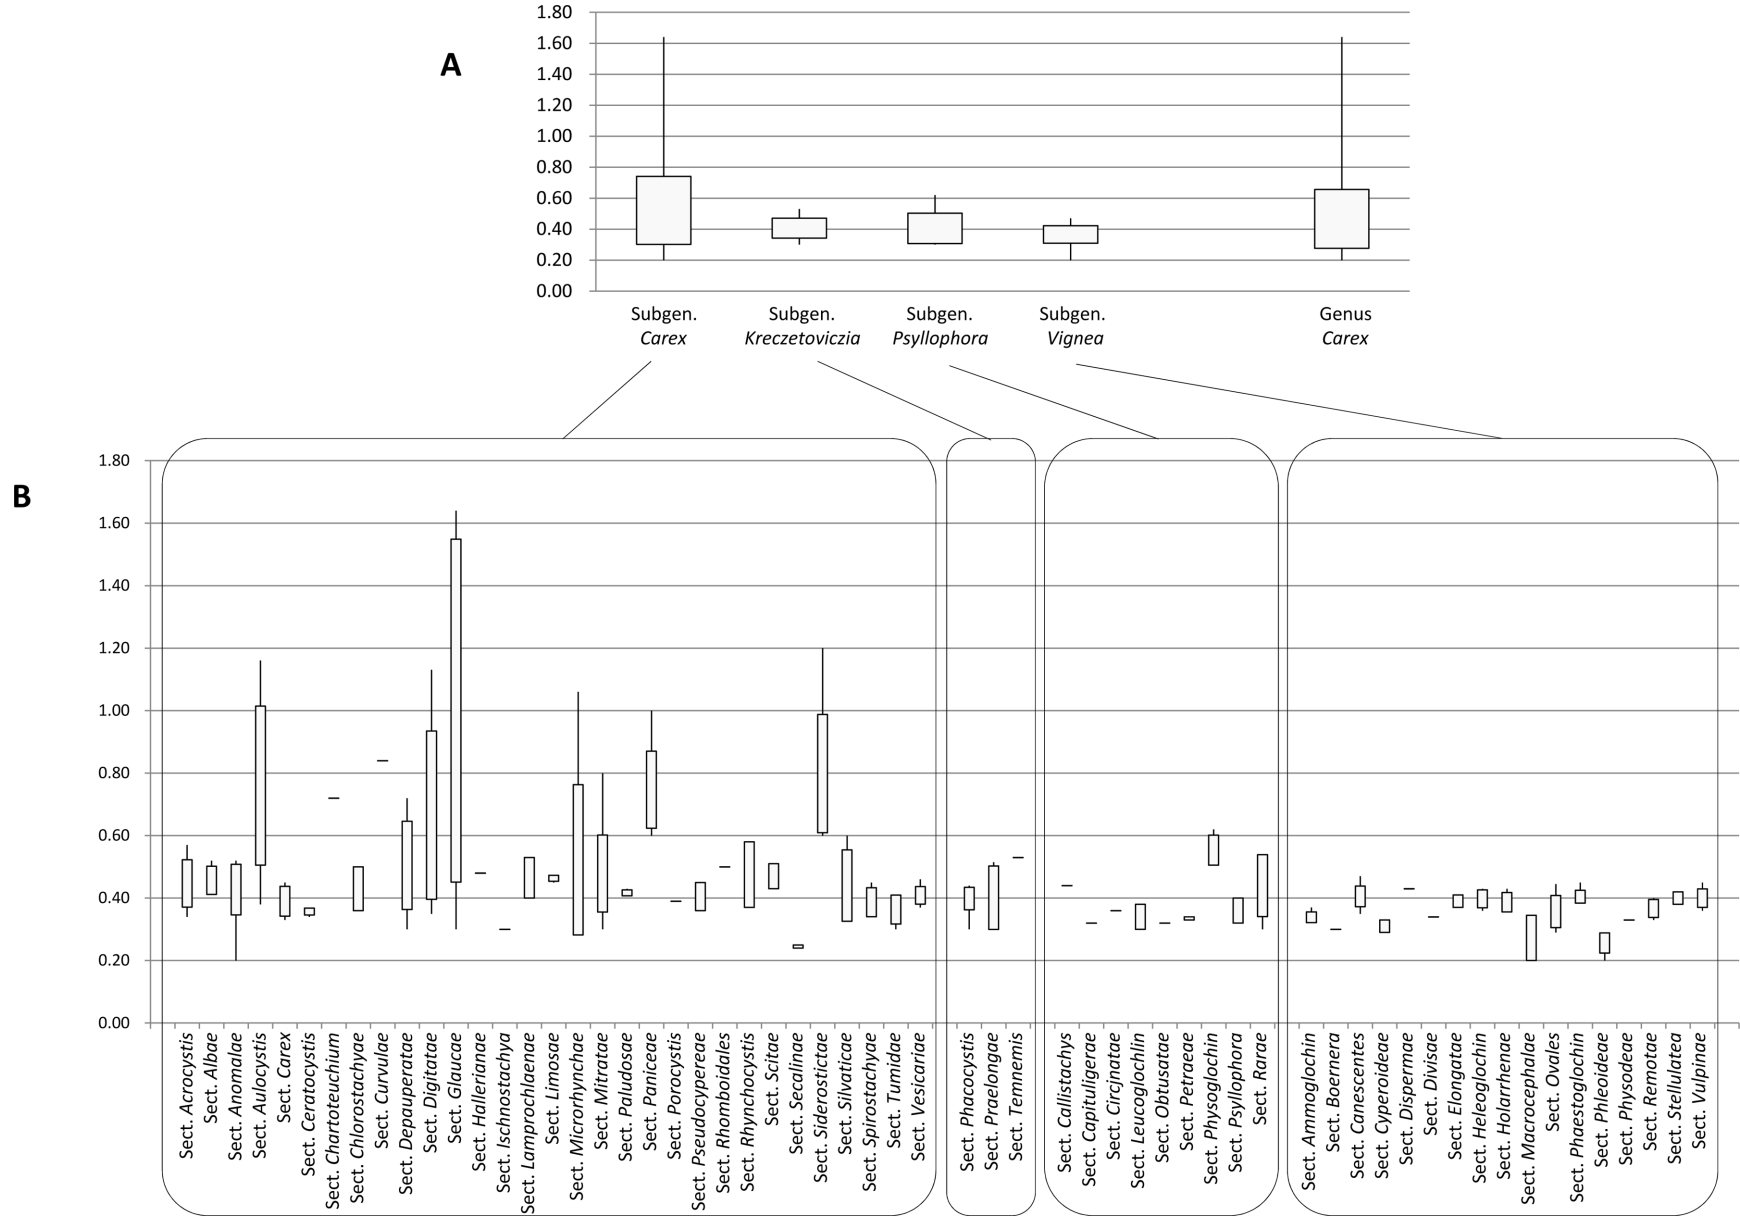 A
1.80
1.60
1.40
1.20
1.00
0.80
0.60
0.40
0.20
0.00
Subgen.
Carex
Subgen.
Kreczetoviczia
Subgen.
Psyllophora
Subgen.
Vignea
Genus
Carex
B
1.80
1.60
1.40
1.20
1.00
0.80
0.60
0.40
0.20
0.00
Sect. Acrocystis
Sect. Albae
Sect. Anomalae
Sect. Aulocystis
Sect. Carex
Sect. Ceratocystis
Sect. Chartoteuchium
Sect. Chlorostachyae
Sect. Curvulae
Sect. Depauperatae
Sect. Digitatae
Sect. Glaucae
Sect. Hallerianae
Sect. Ischnostachya
Sect. Lamprochlaenae
Sect. Limosae
Sect. Microrhynchae
Sect. Mitratae
Sect. Paludosae
Sect. Paniceae
Sect. Porocystis
Sect. Pseudocypereae
Sect. Rhomboidales
Sect. Rhynchocystis
Sect. Scitae
Sect. Secalinae
Sect. Siderostictae
Sect. Silvaticae
Sect. Spirostachyae
Sect. Tumidae
Sect. Vesicariae
Sect. Phacocystis
Sect. Praelongae
Sect. Temnemis
Sect. Callistachys
Sect. Capituligerae
Sect. Circinatae
Sect. Leucoglochlin
Sect. Obtusatae
Sect. Petraeae
Sect. Physoglochin
Sect. Psyllophora
Sect. Rarae
Sect. Ammoglochin
Sect. Boernera
Sect. Canescentes
Sect. Cyperoideae
Sect. Dispermae
Sect. Divisae
Sect. Elongatae
Sect. Heleoglochin
Sect. Holarrhenae
Sect. Macrocephalae
Sect. Ovales
Sect. Phaestoglochin
Sect. Phleoideae
Sect. Physodeae
Sect. Remotae
Sect. Stellulatea
Sect. Vulpinae